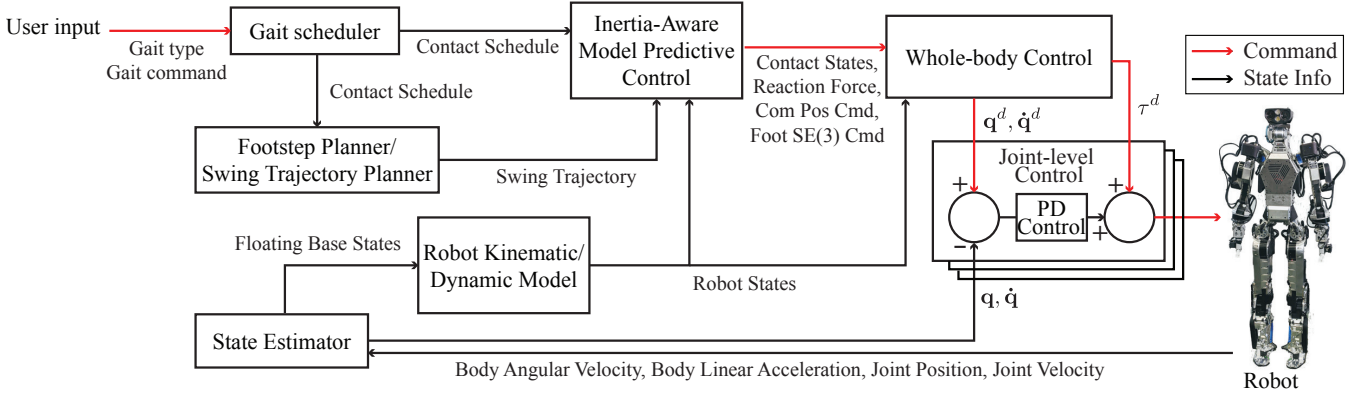 User input
Gait type
Gait command
Gait scheduler
Contact Schedule
Contact Schedule
Inertia-Aware
Model Predictive
Control
Contact States,
Reaction Force,
Com Pos Cmd,
Foot SE(3) Cmd
Whole-body Control
Command
State Info
Footstep Planner/
Swing Trajectory Planner
Swing Trajectory
q^d, q̇^d
τ^d
Joint-level
Control
+
−
PD
Control
+
+
Floating Base States
Robot Kinematic/
Dynamic Model
Robot States
q, q̇
State Estimator
Body Angular Velocity, Body Linear Acceleration, Joint Position, Joint Velocity
Robot